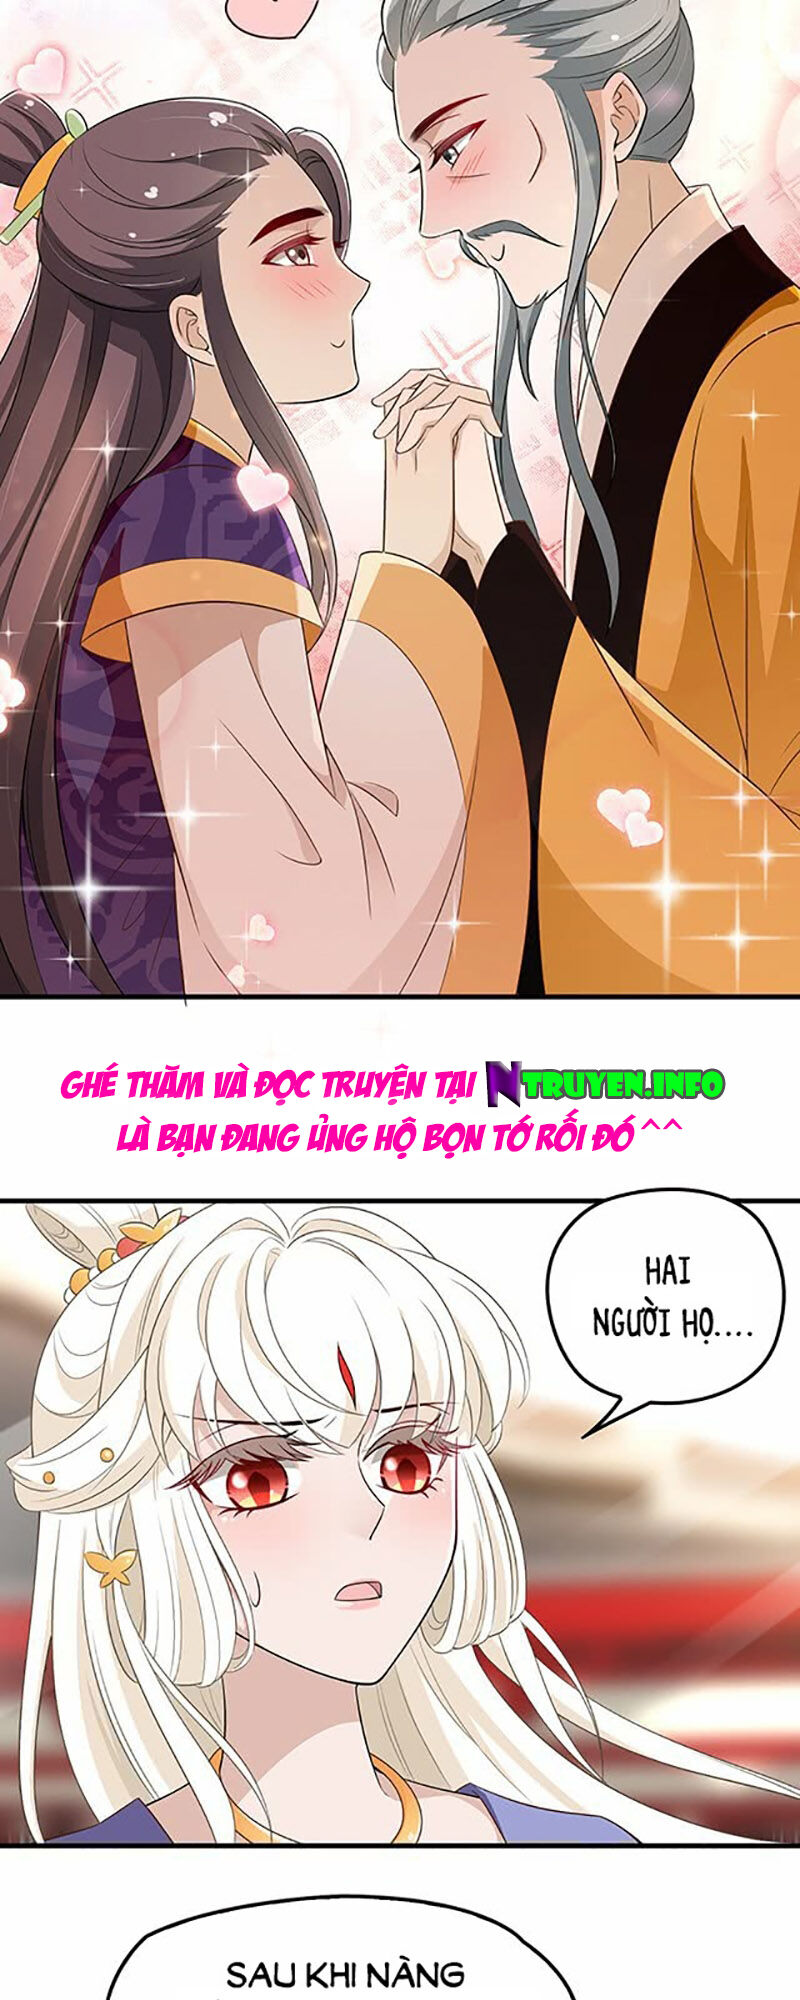 GHÉ THĂM VÀ ĐỌC TRUYỆN TẠI NTRUYEN.INFO
LÀ BẠN ĐANG ỦNG HỘ BỌN TỚ RỒI ĐÓ ^^
HAI
NGƯỜI HỌ....
SAU KHI NÀNG